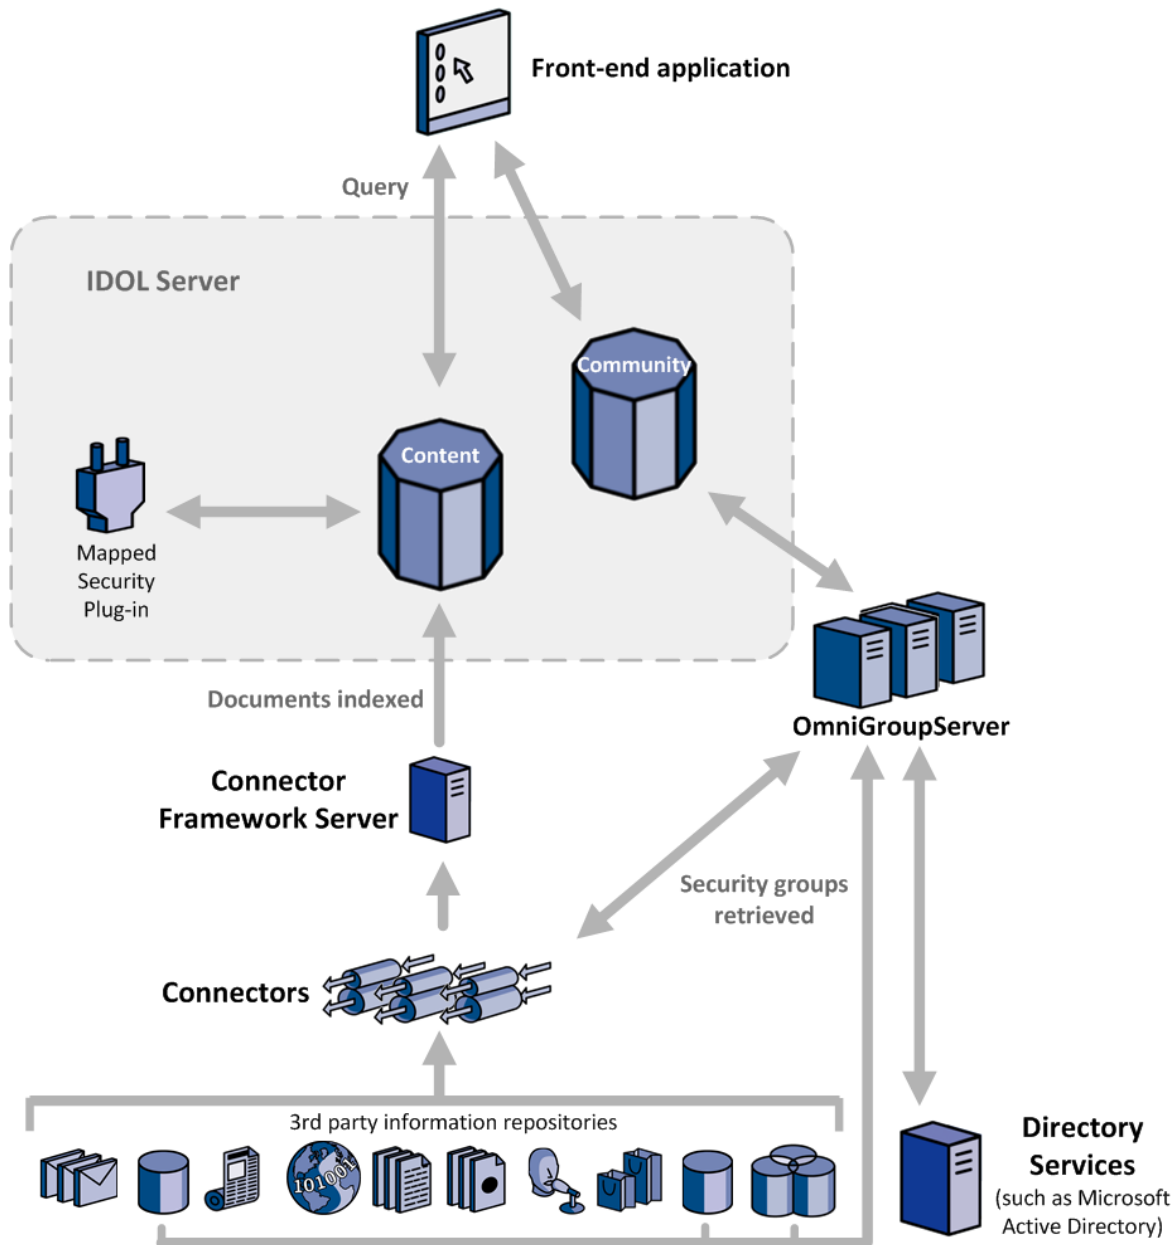 Front-end application
Query
IDOL Server
Community
Content
Mapped
Security
Plug-in
Documents indexed
OmniGroupServer
Connector
Framework Server
Security groups
retrieved
Connectors
3rd party information repositories
101001
Directory
Services
(such as Microsoft
Active Directory)